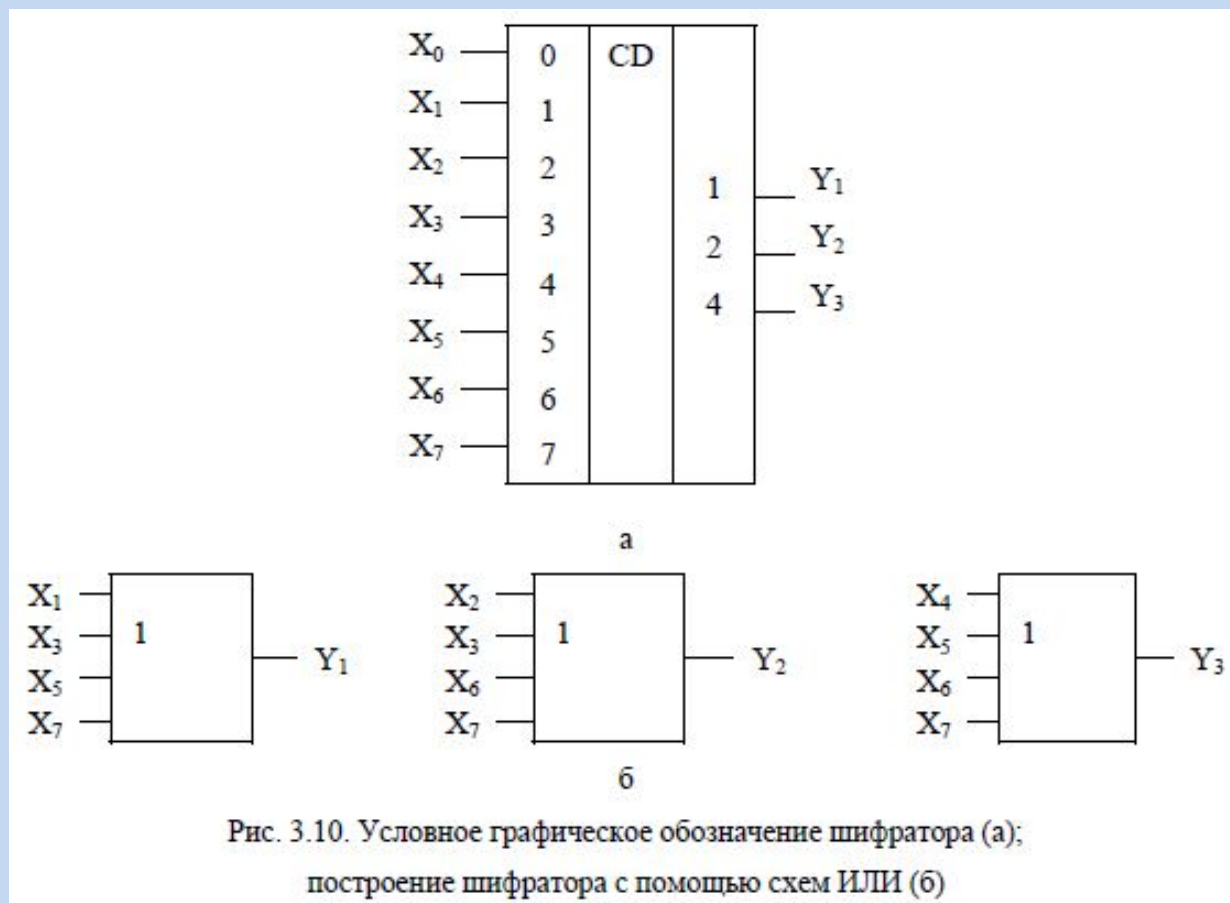 X₀ 0 CD
X₁ 1
X₂ 2
1 Y₁
X₃ 3
2 Y₂
X₄ 4
4 Y₃
X₅ 5
X₆ 6
X₇ 7
а
X₁
X₃ 1
X₅
X₇
Y₁
X₂
X₃ 1
X₆
X₇
Y₂
X₄
X₅ 1
X₆
X₇
Y₃
б
Рис. 3.10. Условное графическое обозначение шифратора (а);
построение шифратора с помощью схем ИЛИ (б)